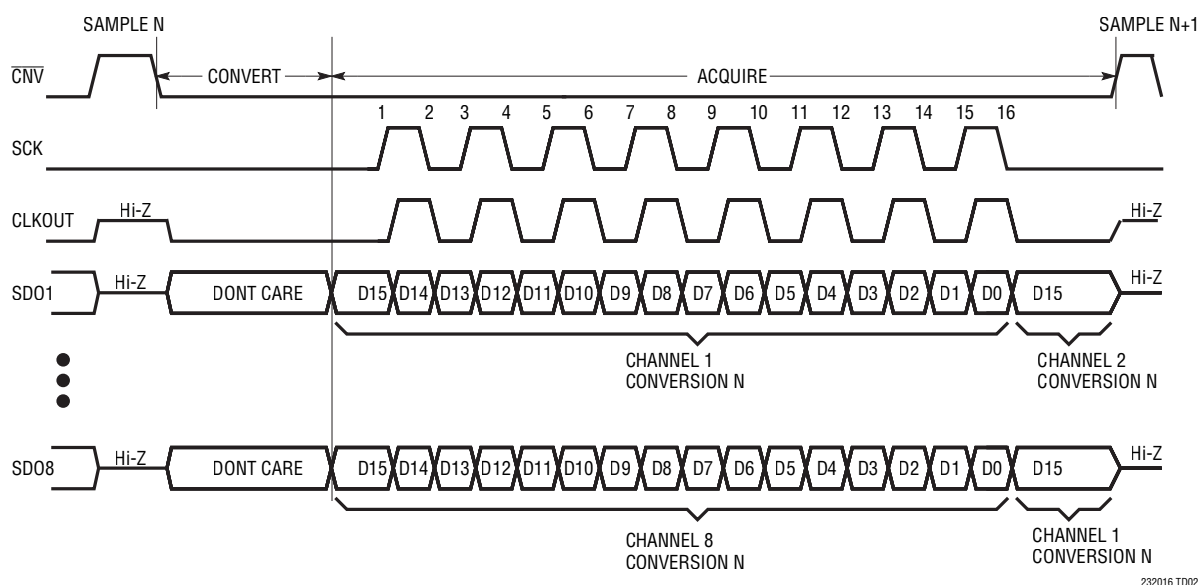 SAMPLE N SAMPLE N+1
CNV CONVERT ACQUIRE
1 2 3 4 5 6 7 8 9 10 11 12 13 14 15 16
SCK
CLKOUT Hi-Z Hi-Z
SDO1 Hi-Z DONT CARE D15 D14 D13 D12 D11 D10 D9 D8 D7 D6 D5 D4 D3 D2 D1 D0 D15 Hi-Z
CHANNEL 1 CHANNEL 2
CONVERSION N CONVERSION N
SDO8 Hi-Z DONT CARE D15 D14 D13 D12 D11 D10 D9 D8 D7 D6 D5 D4 D3 D2 D1 D0 D15 Hi-Z
CHANNEL 8 CHANNEL 1
CONVERSION N CONVERSION N
232016 TD02